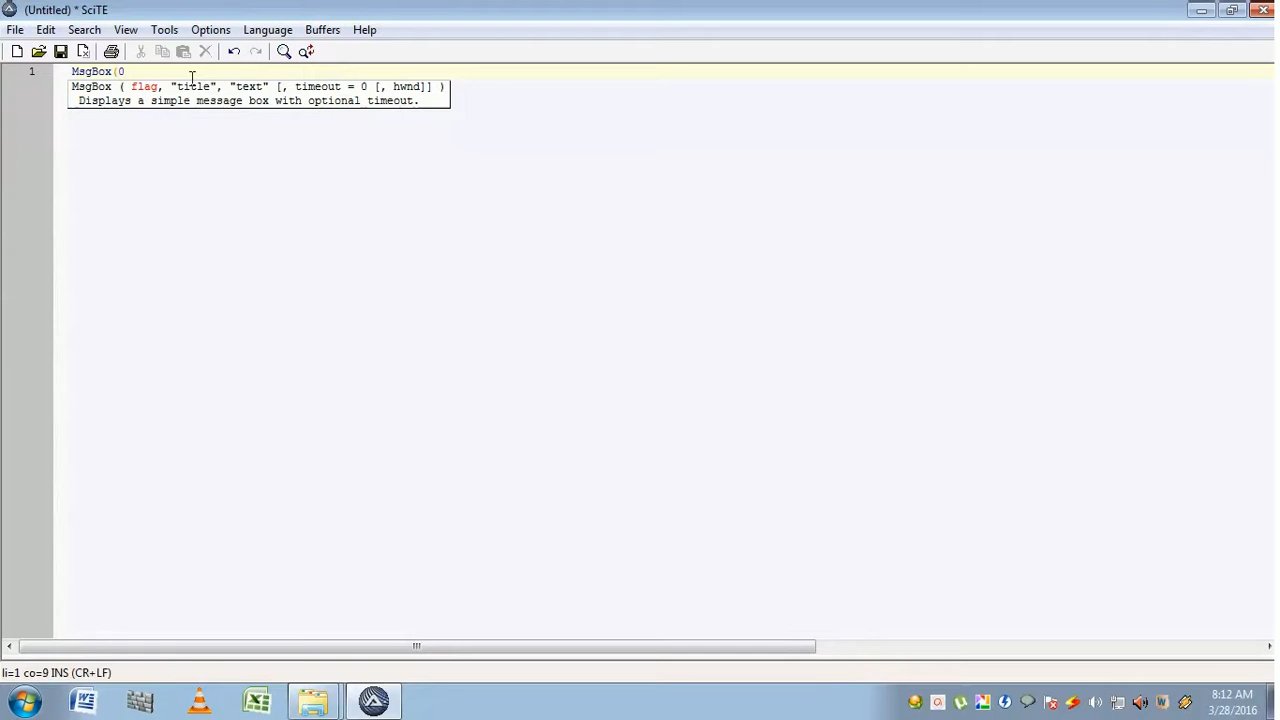 (Untitled) * SciTE
File Edit Search View Tools Options Language Buffers Help
1 MsgBox(0
MsgBox ( flag, "title", "text" [, timeout = 0 [, hwnd]] )
Displays a simple message box with optional timeout.
li=1 co=9 INS (CR+LF)
8:12 AM
3/28/2016